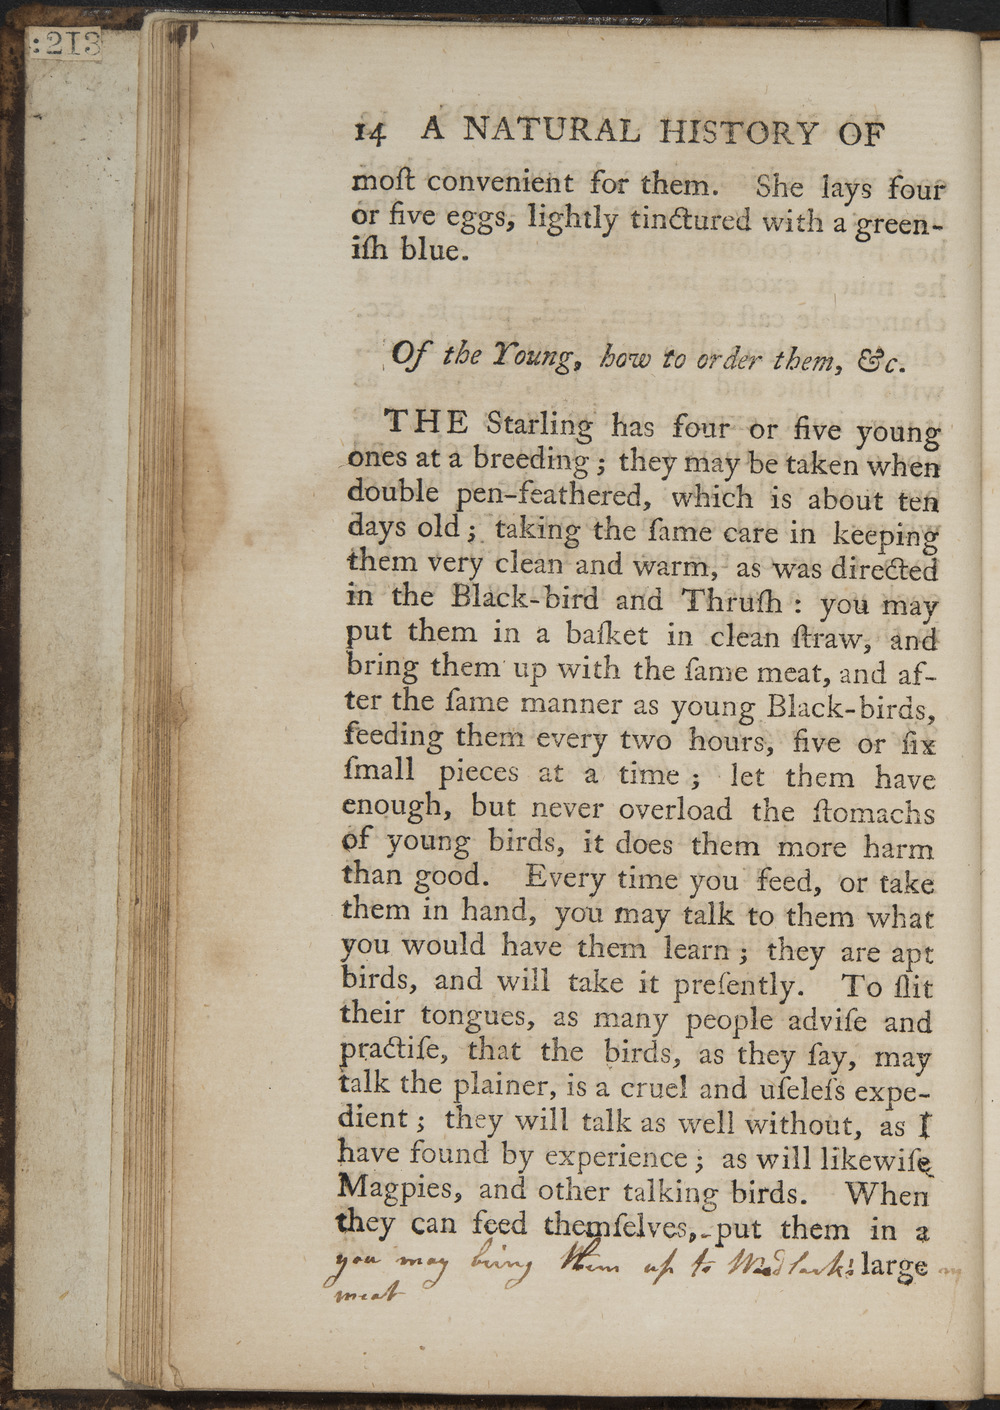 :213
14 A NATURAL HISTORY OF
moſt convenient for them. She lays four
or five eggs, lightly tinctured with a green-
iſh blue.
Of the Young, how to order them, &c.
THE Starling has four or five young
ones at a breeding; they may be taken when
double pen-feathered, which is about ten
days old; taking the ſame care in keeping
them very clean and warm, as was directed
in the Black-bird and Thruſh: you may
put them in a baſket in clean ſtraw, and
bring them up with the ſame meat, and af-
ter the ſame manner as young Black-birds,
feeding them every two hours, five or ſix
ſmall pieces at a time; let them have
enough, but never overload the ſtomachs
of young birds, it does them more harm
than good. Every time you feed, or take
them in hand, you may talk to them what
you would have them learn; they are apt
birds, and will take it preſently. To ſlit
their tongues, as many people adviſe and
practiſe, that the birds, as they ſay, may
talk the plainer, is a cruel and uſeleſs expe-
dient; they will talk as well without, as I
have found by experience; as will likewiſe
Magpies, and other talking birds. When
they can feed themſelves, put them in a
large
you may bring them up to Woodlarks
meat